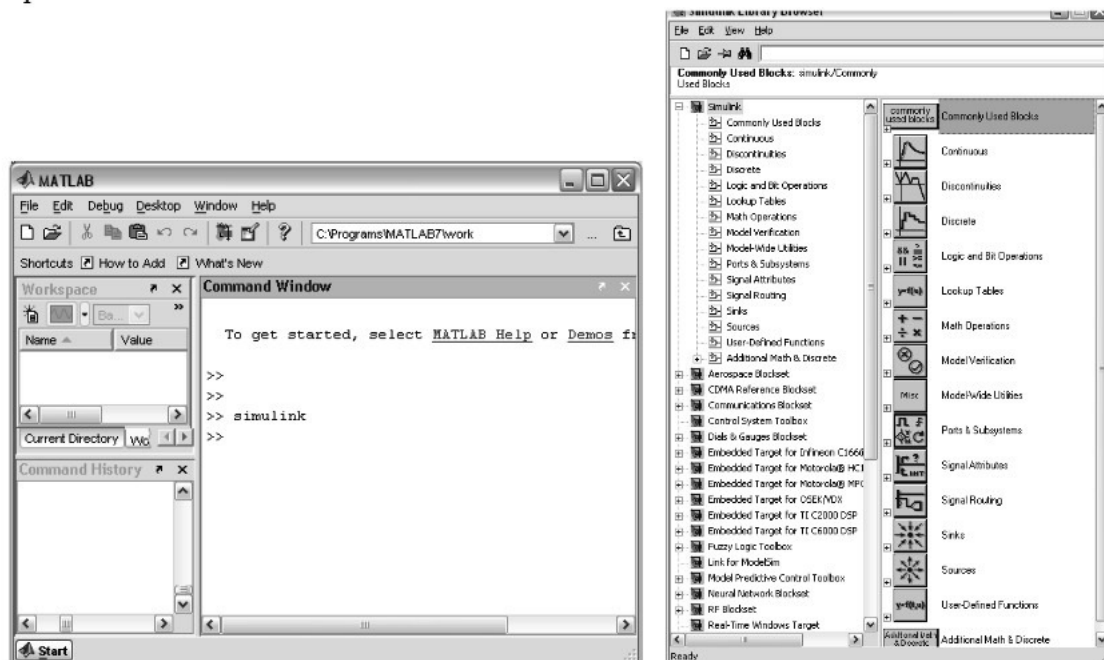 MATLAB
File Edit Debug Desktop Window Help
C:\Programs\MATLAB7\work
...
Shortcuts How to Add What's New
Workspace
Ba...
Name Value
Current Directory Wo
Command History
Command Window
To get started, select MATLAB Help or Demos fr
>>
>>
>> simulink
>>
Start
Simulink Library Browser
File Edit View Help
Commonly Used Blocks: simulink/Commonly
Used Blocks
Simulink
Commonly Used Blocks
Continuous
Discontinuities
Discrete
Logic and Bit Operations
Lookup Tables
Math Operations
Model Verification
Model-Wide Utilities
Ports & Subsystems
Signal Attributes
Signal Routing
Sinks
Sources
User-Defined Functions
Additional Math & Discrete
Aerospace Blockset
CDMA Reference Blockset
Communications Blockset
Control System Toolbox
Dials & Gauges Blockset
Embedded Target for Infineon C166
Embedded Target for Motorola® HC1
Embedded Target for Motorola® MPC
Embedded Target for OSEK/VDX
Embedded Target for TI C2000 DSP
Embedded Target for TI C6000 DSP
Fuzzy Logic Toolbox
Link for ModelSim
Model Predictive Control Toolbox
Neural Network Blockset
RF Blockset
Real-Time Windows Target
commonly
used blocks
Commonly Used Blocks
Continuous
Discontinuities
Discrete
Logic and Bit Operations
y=f(u)
Lookup Tables
+ −
÷ ×
Math Operations
Model Verification
Misc
Model-Wide Utilities
Ports & Subsystems
Signal Attributes
Signal Routing
Sinks
Sources
y=f(u)
User-Defined Functions
Additional Math
& Discrete
Additional Math & Discrete
Ready